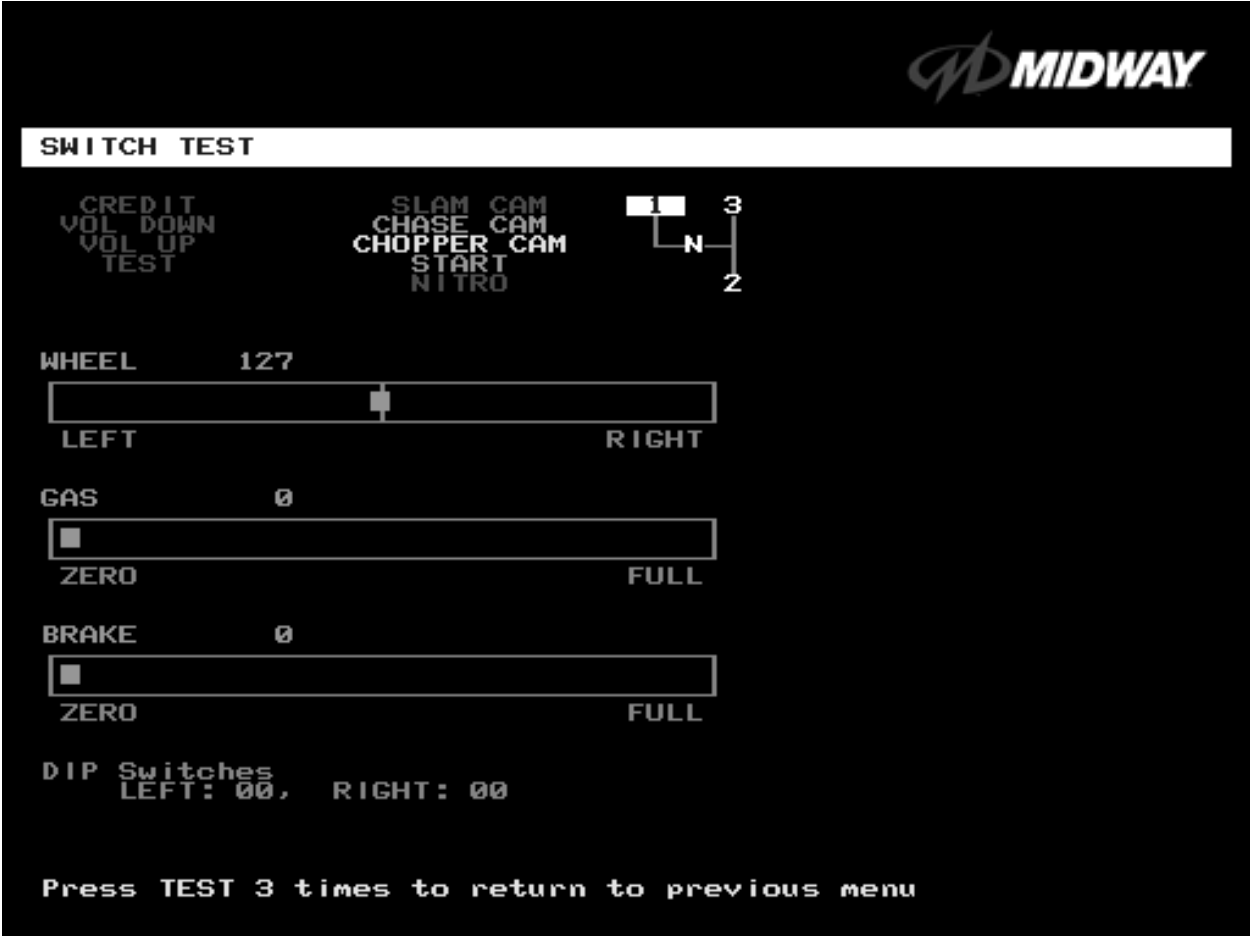 MIDWAY
SWITCH TEST
CREDIT
VOL DOWN
VOL UP
TEST
SLAM CAM
CHASE CAM
CHOPPER CAM
START
NITRO
1 3
N
2
WHEEL 127
LEFT RIGHT
GAS 0
ZERO FULL
BRAKE 0
ZERO FULL
DIP Switches
LEFT: 00, RIGHT: 00
Press TEST 3 times to return to previous menu